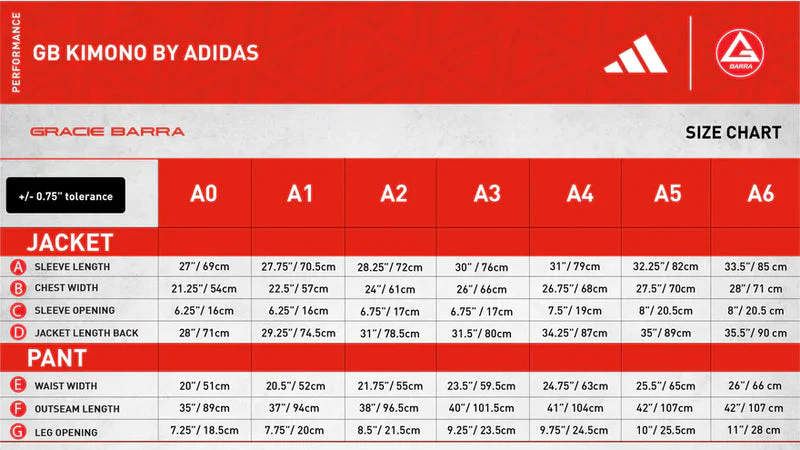 PERFORMANCE
GB KIMONO BY ADIDAS
BARRA
GRACIE BARRA
SIZE CHART
+/- 0.75" tolerance A0 A1 A2 A3 A4 A5 A6
JACKET
A SLEEVE LENGTH 27"/ 69cm 27.75"/ 70.5cm 28.25"/ 72cm 30"/ 76cm 31"/ 79cm 32.25"/ 82cm 33.5"/ 85 cm
B CHEST WIDTH 21.25"/ 54cm 22.5"/ 57cm 24"/ 61cm 26"/ 66cm 26.75"/ 68cm 27.5"/ 70cm 28"/ 71 cm
C SLEEVE OPENING 6.25"/ 16cm 6.25"/ 16cm 6.75"/ 17cm 6.75"/ 17cm 7.5"/ 19cm 8"/ 20.5cm 8"/ 20.5 cm
D JACKET LENGTH BACK 28"/ 71cm 29.25"/ 74.5cm 31"/ 78.5cm 31.5"/ 80cm 34.25"/ 87cm 35"/ 89cm 35.5"/ 90 cm
PANT
E WAIST WIDTH 20"/ 51cm 20.5"/ 52cm 21.75"/ 55cm 23.5"/ 59.5cm 24.75"/ 63cm 25.5"/ 65cm 26"/ 66 cm
F OUTSEAM LENGTH 35"/ 89cm 37"/ 94cm 38"/ 96.5cm 40"/ 101.5cm 41"/ 104cm 42"/ 107cm 42"/ 107 cm
G LEG OPENING 7.25"/ 18.5cm 7.75"/ 20cm 8.5"/ 21.5cm 9.25"/ 23.5cm 9.75"/ 24.5cm 10"/ 25.5cm 11"/ 28 cm